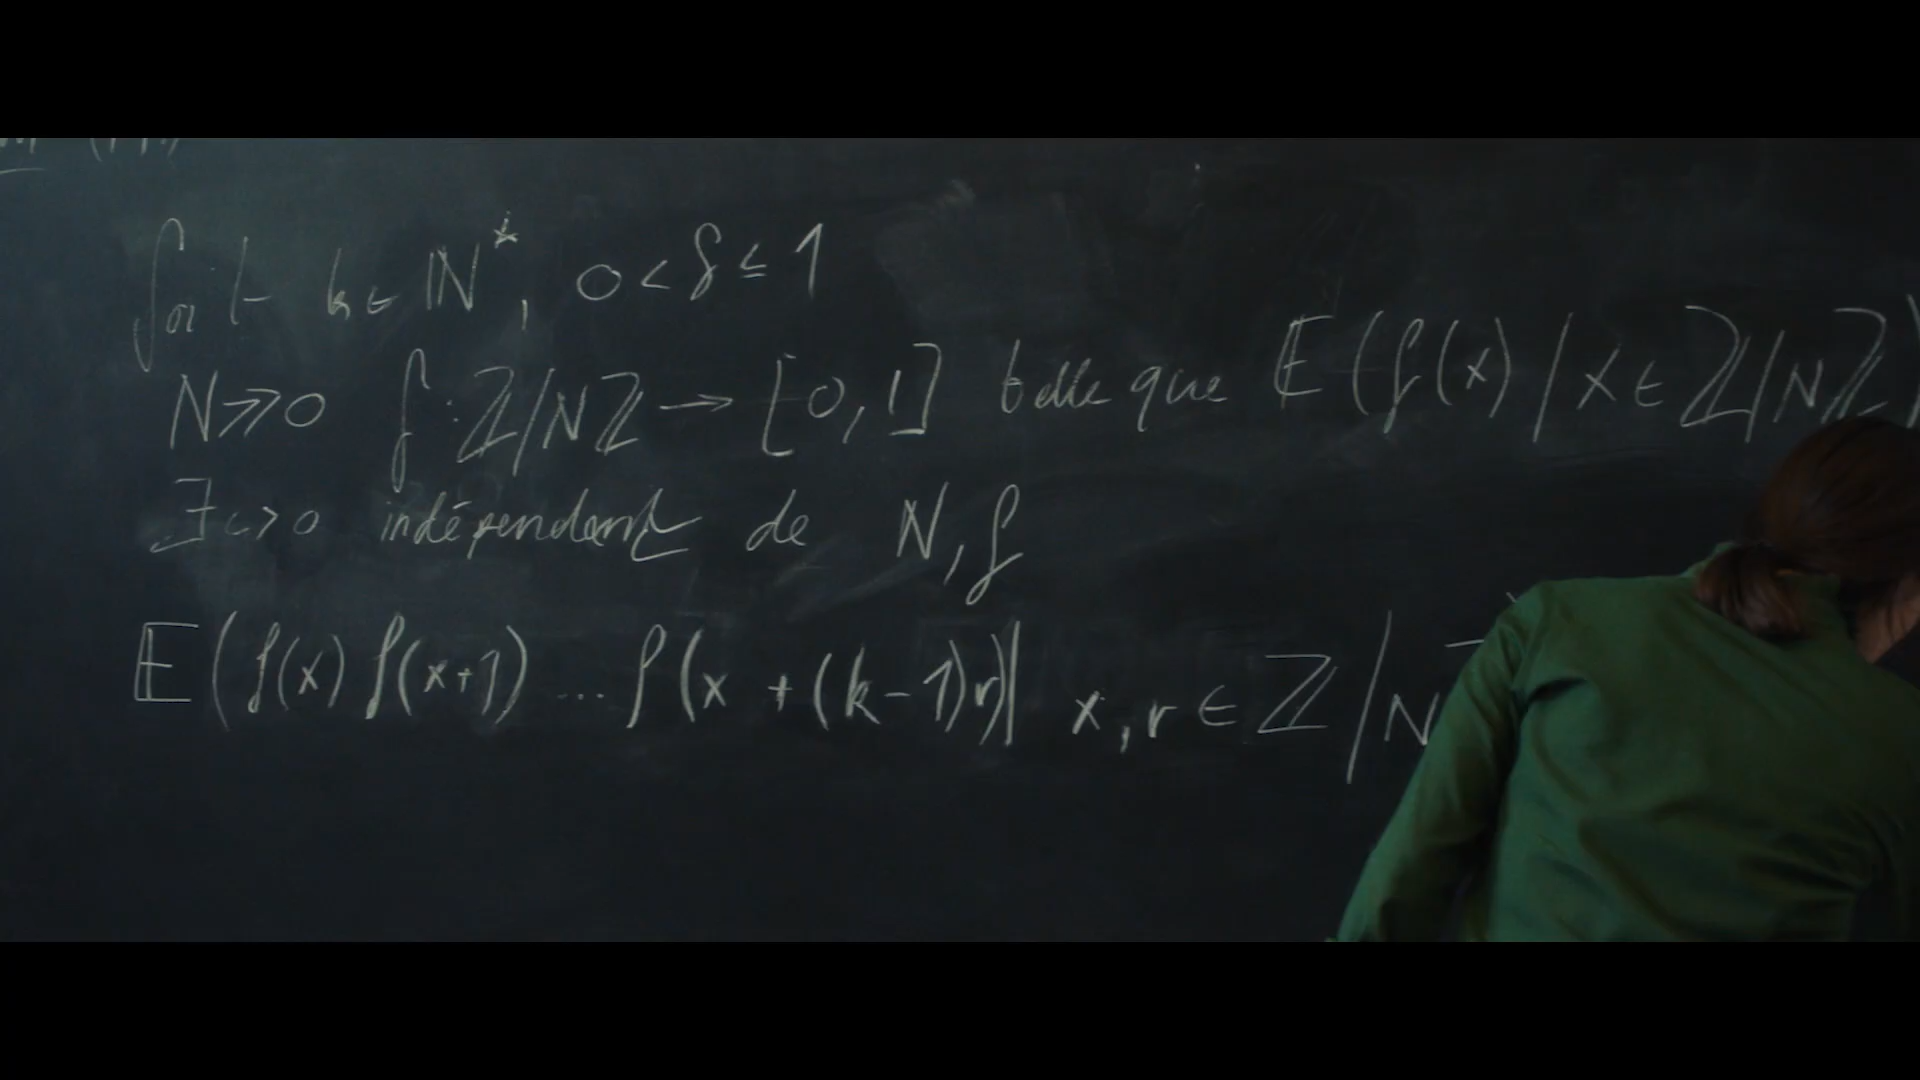 Soit k ∈ ℕ*, 0 < δ ≤ 1
N ≫ 0 f : ℤ/Nℤ → [0,1] telle que 𝔼(f(x) | x ∈ ℤ/Nℤ)
∃ c > 0 indépendant de N, f
𝔼(f(x) f(x+1) ... f(x + (k-1)r)| x, r ∈ ℤ/N